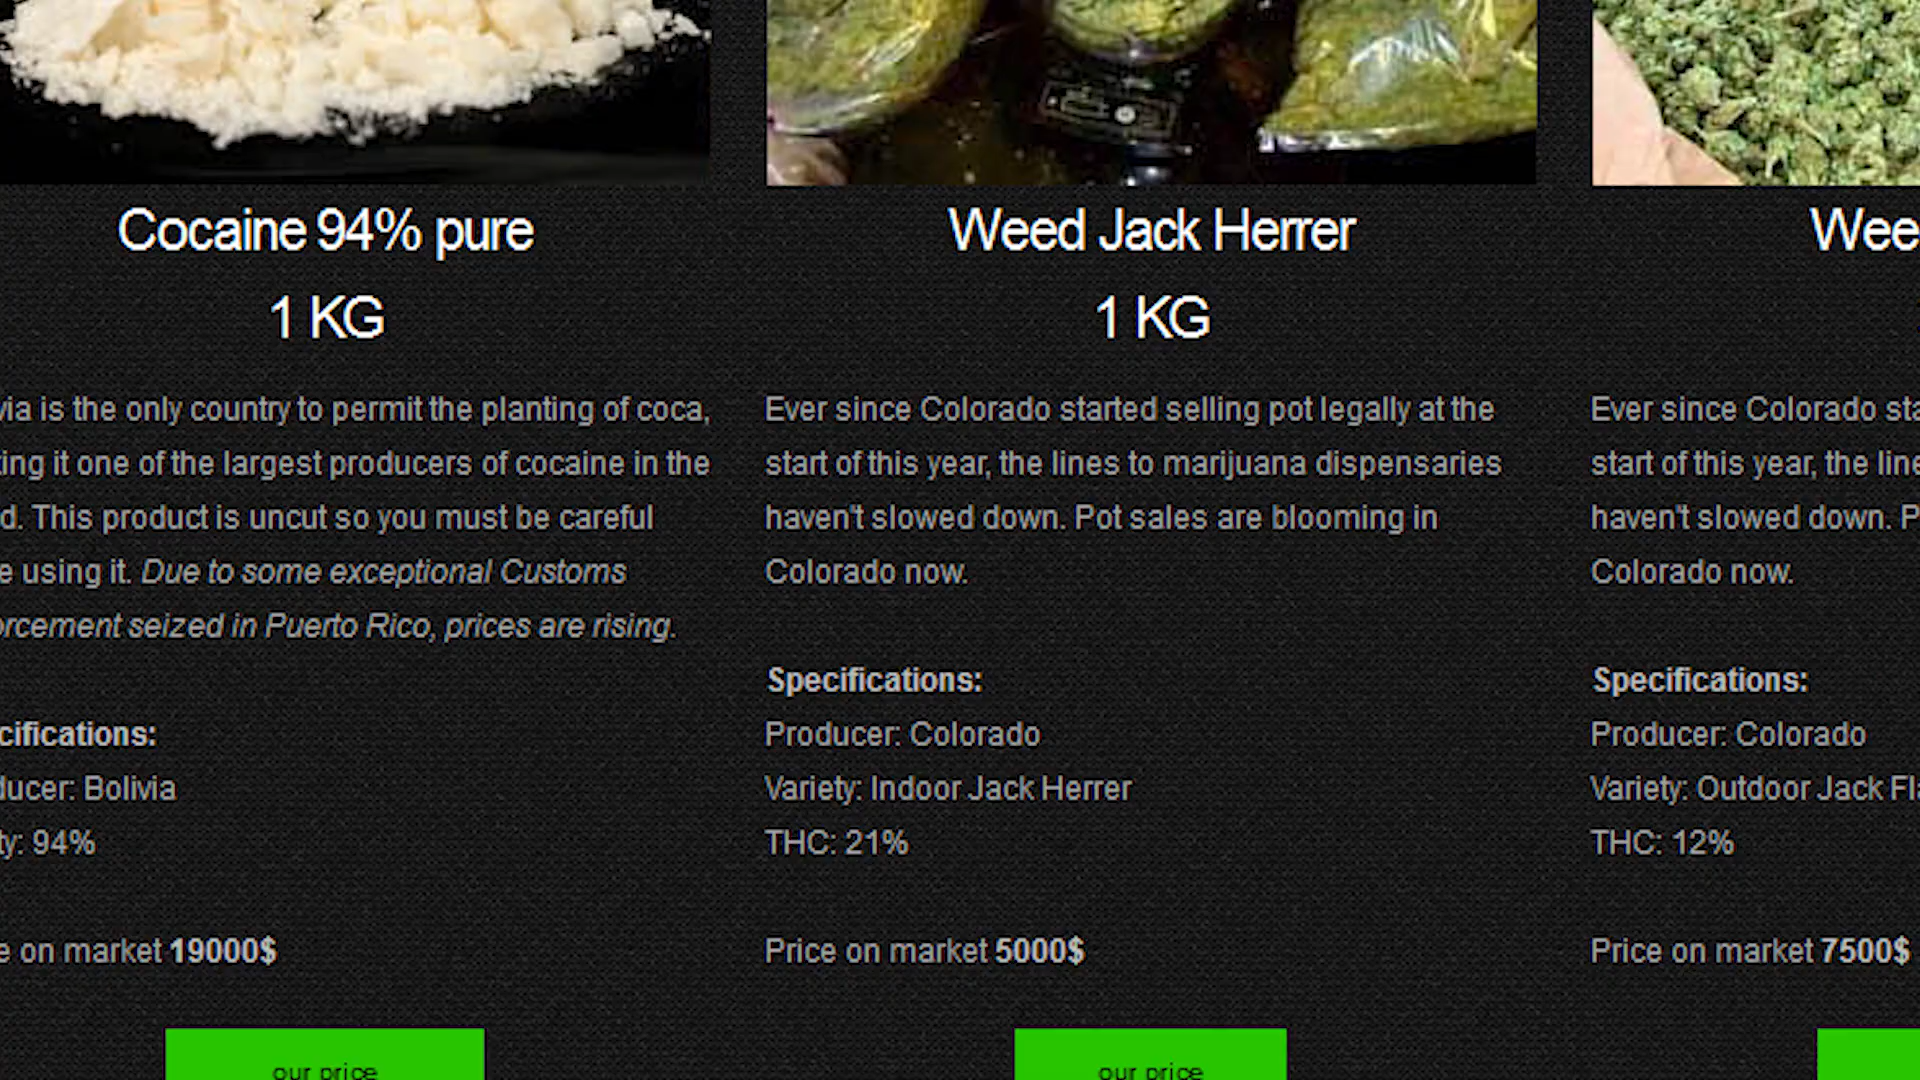 Cocaine 94% pure
1 KG
via is the only country to permit the planting of coca,
ing it one of the largest producers of cocaine in the
d. This product is uncut so you must be careful
e using it. Due to some exceptional Customs
orcement seized in Puerto Rico, prices are rising.
cifications:
ducer: Bolivia
ty: 94%
e on market 19000$
our price
Weed Jack Herrer
1 KG
Ever since Colorado started selling pot legally at the
start of this year, the lines to marijuana dispensaries
haven't slowed down. Pot sales are blooming in
Colorado now.
Specifications:
Producer: Colorado
Variety: Indoor Jack Herrer
THC: 21%
Price on market 5000$
our price
Wee
Ever since Colorado sta
start of this year, the line
haven't slowed down. P
Colorado now.
Specifications:
Producer: Colorado
Variety: Outdoor Jack Fla
THC: 12%
Price on market 7500$